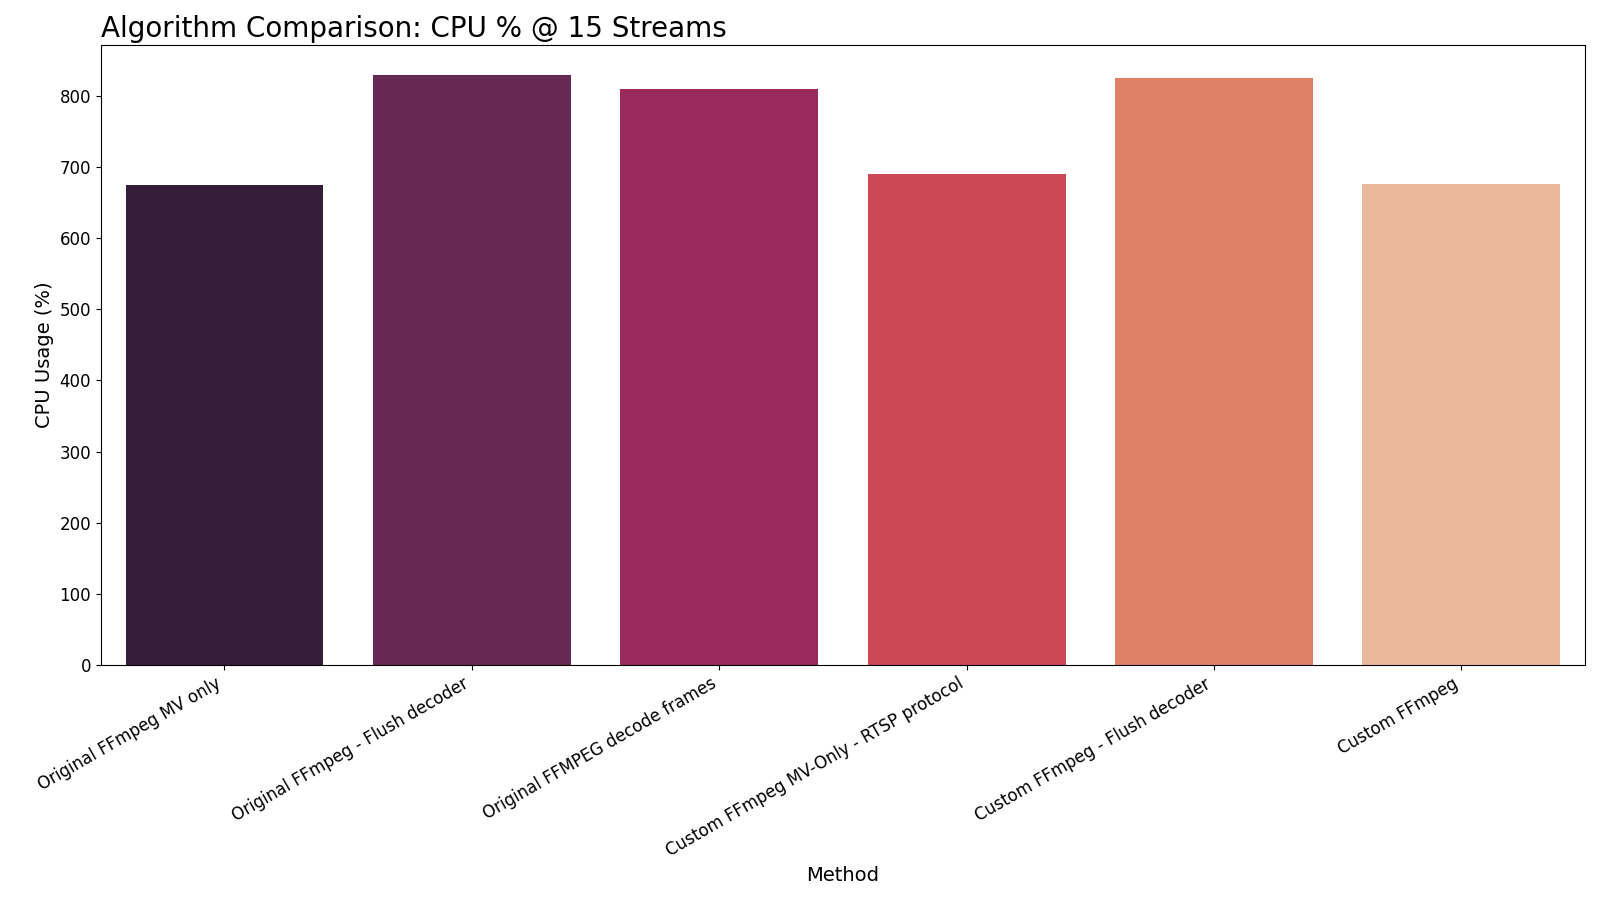 Algorithm Comparison: CPU % @ 15 Streams
CPU Usage (%)
800
700
600
500
400
300
200
100
0
Original FFmpeg MV only
Original FFmpeg - Flush decoder
Original FFMPEG decode frames
Custom FFmpeg MV-Only - RTSP protocol
Custom FFmpeg - Flush decoder
Custom FFmpeg
Method